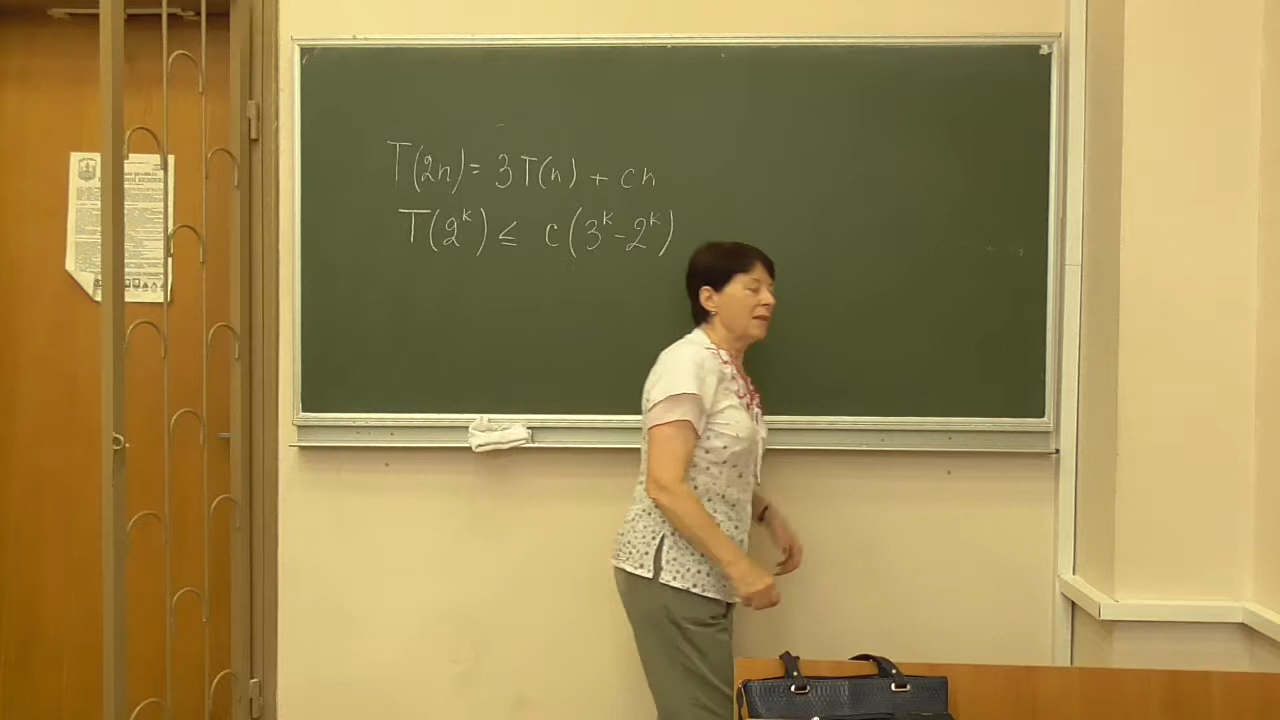 T(2n) = 3T(n) + cn
T(2^k) ≤ c(3^k - 2^k)